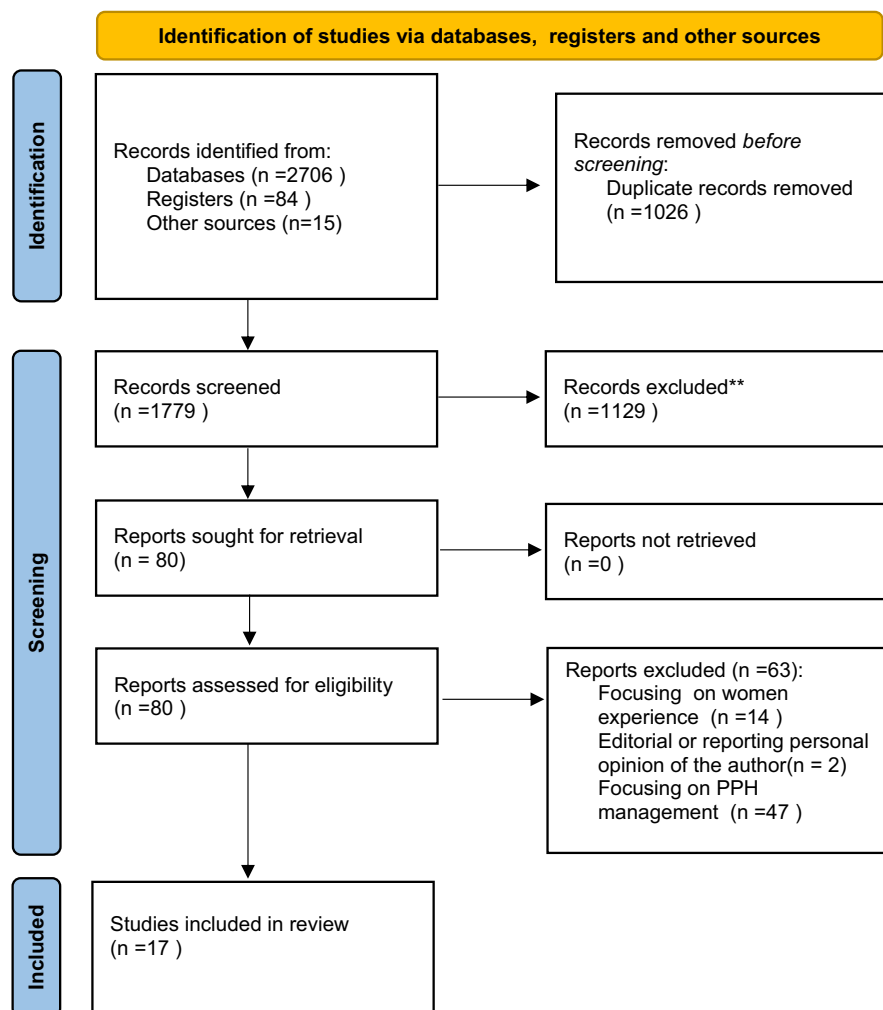 Identification of studies via databases, registers and other sources
Identification
Records identified from:
Databases (n =2706 )
Registers (n =84 )
Other sources (n=15)
Records removed before
screening:
Duplicate records removed
(n =1026 )
Screening
Records screened
(n =1779 )
Records excluded**
(n =1129 )
Reports sought for retrieval
(n = 80)
Reports not retrieved
(n =0 )
Reports assessed for eligibility
(n =80 )
Reports excluded (n =63):
Focusing on women
experience (n =14 )
Editorial or reporting personal
opinion of the author(n = 2)
Focusing on PPH
management (n =47 )
Included
Studies included in review
(n =17 )